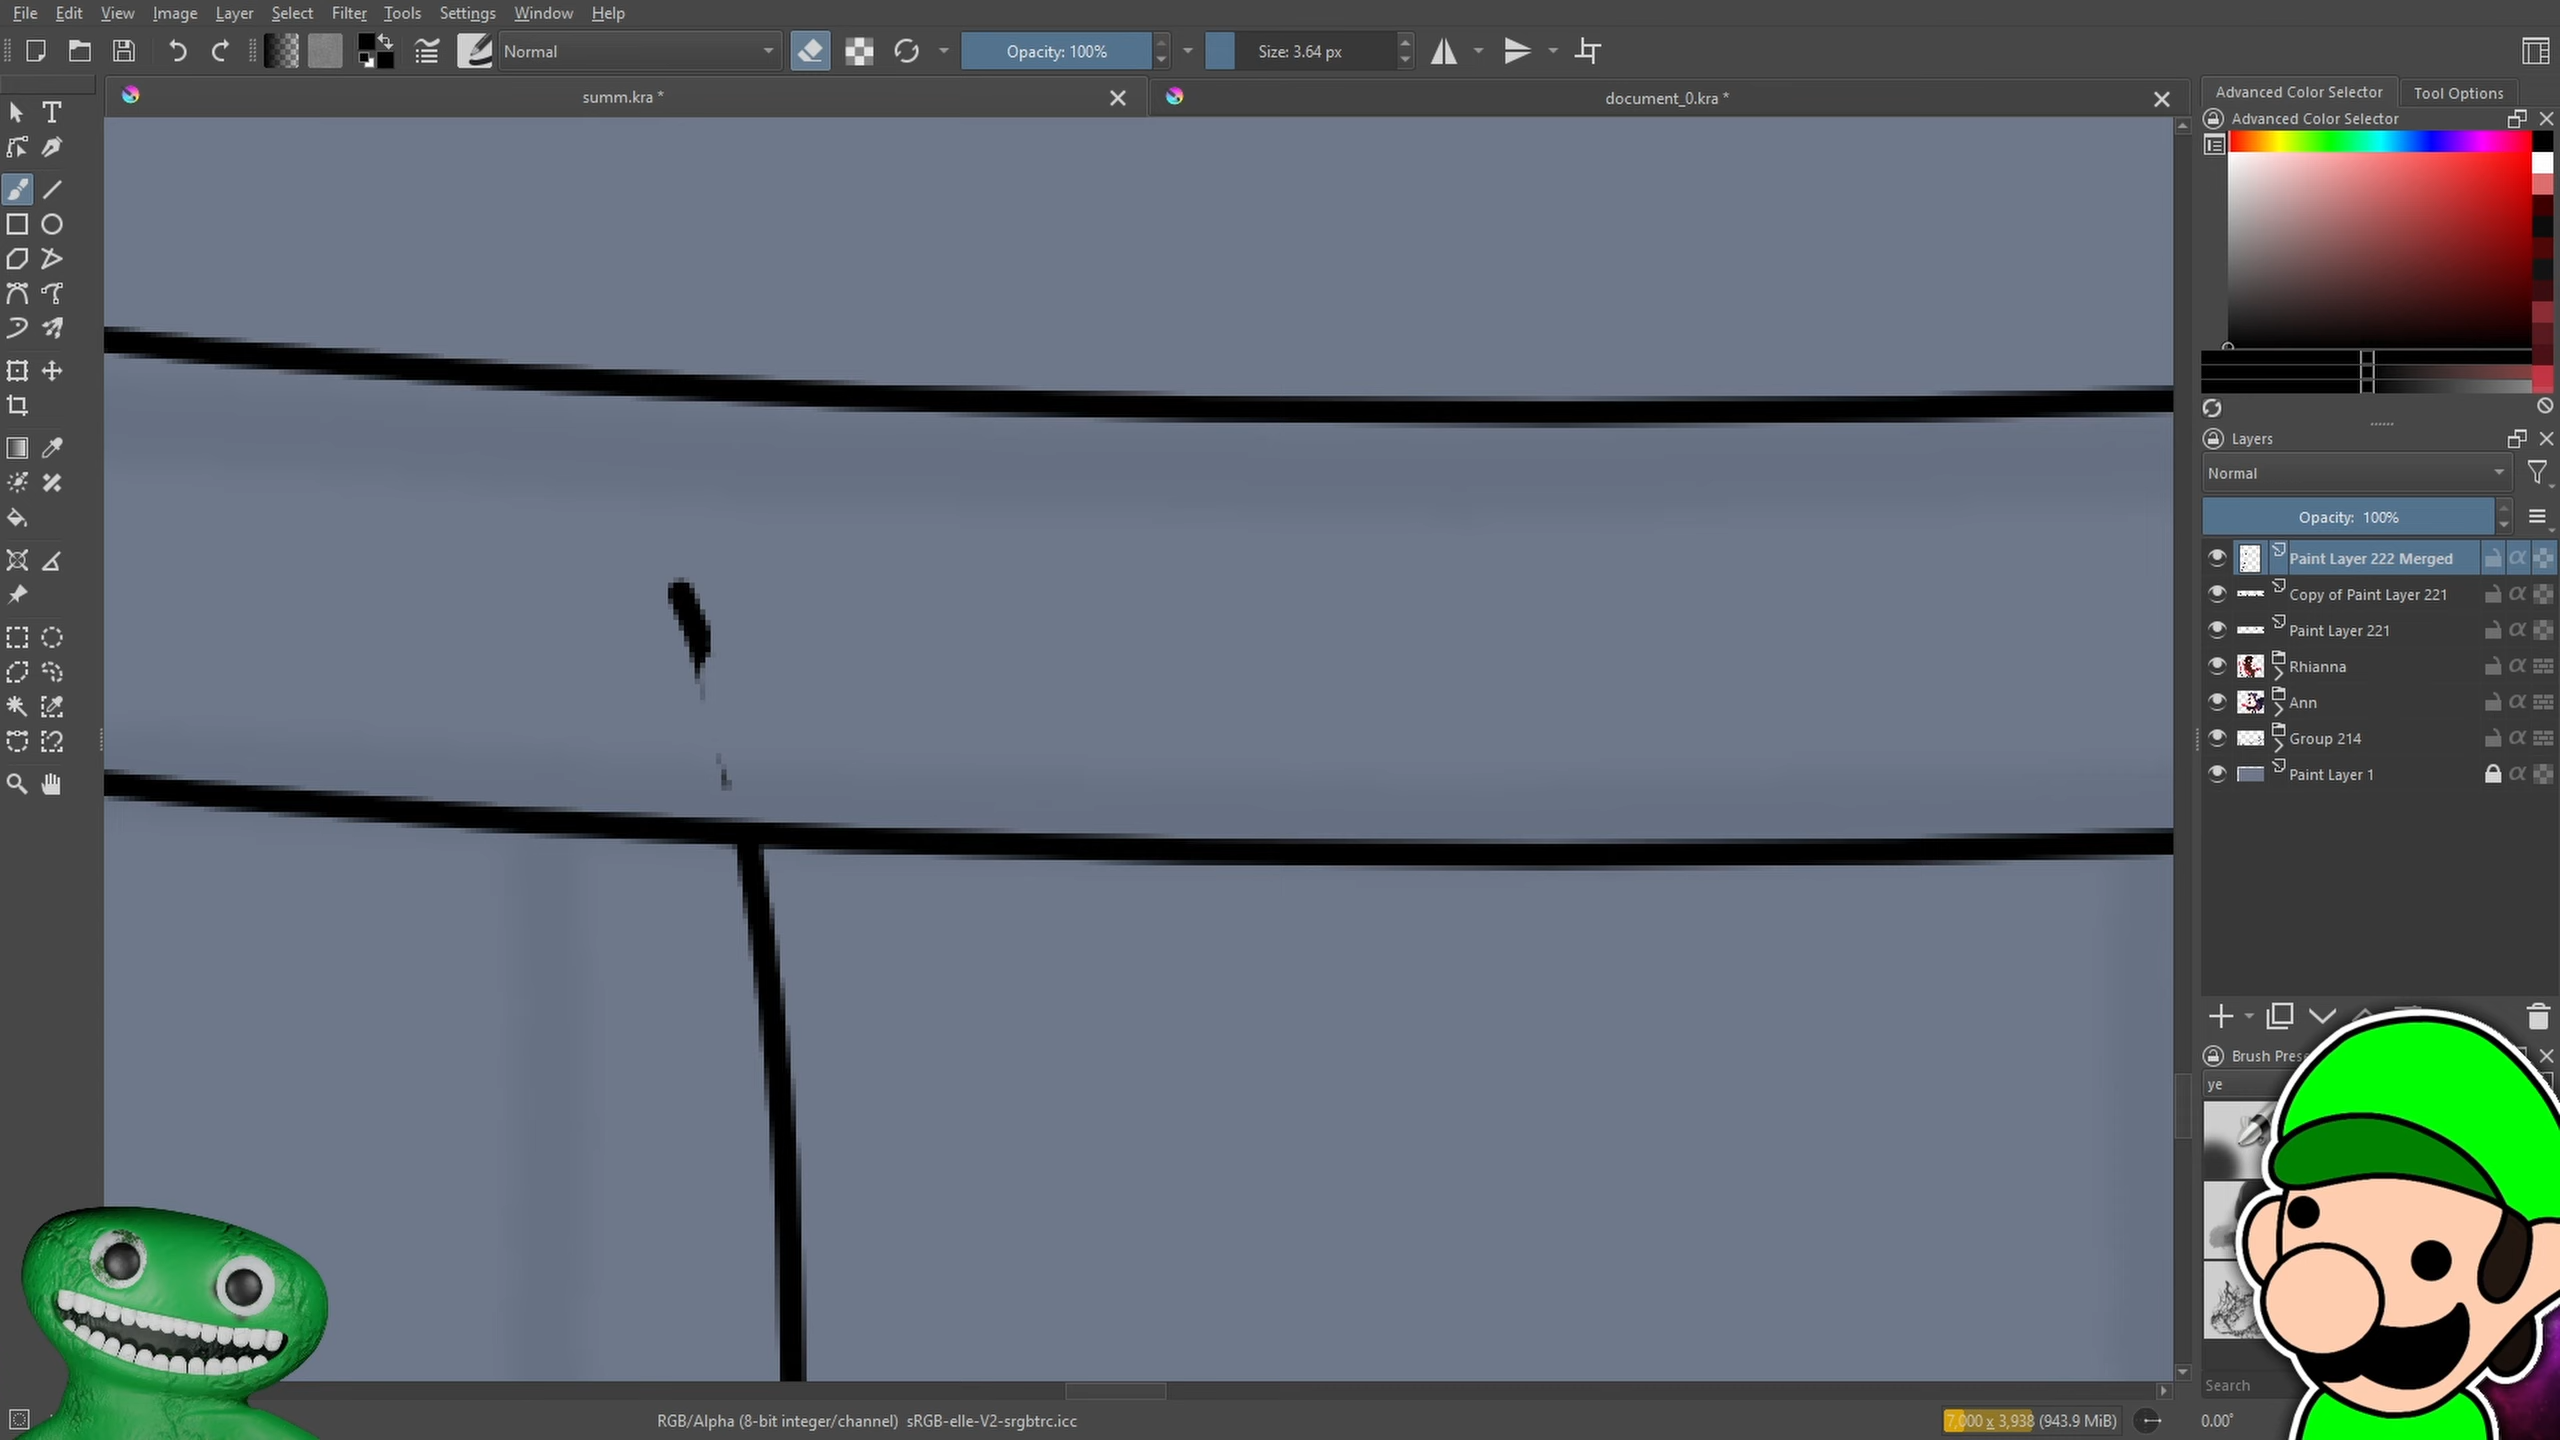 File Edit View Image Layer Select Filter Tools Settings Window Help
Normal Opacity: 100% Size: 3.64 px
summ.kra * document_0.kra *
Advanced Color Selector Tool Options
Advanced Color Selector
Layers
Normal
Opacity: 100%
Paint Layer 222 Merged
Copy of Paint Layer 221
Paint Layer 221
Rhianna
Ann
Group 214
Paint Layer 1
Brush Pres
ye
Search
RGB/Alpha (8-bit integer/channel) sRGB-elle-V2-srgbtrc.icc 7,000 x 3,938 (943.9 MiB) 0.00°